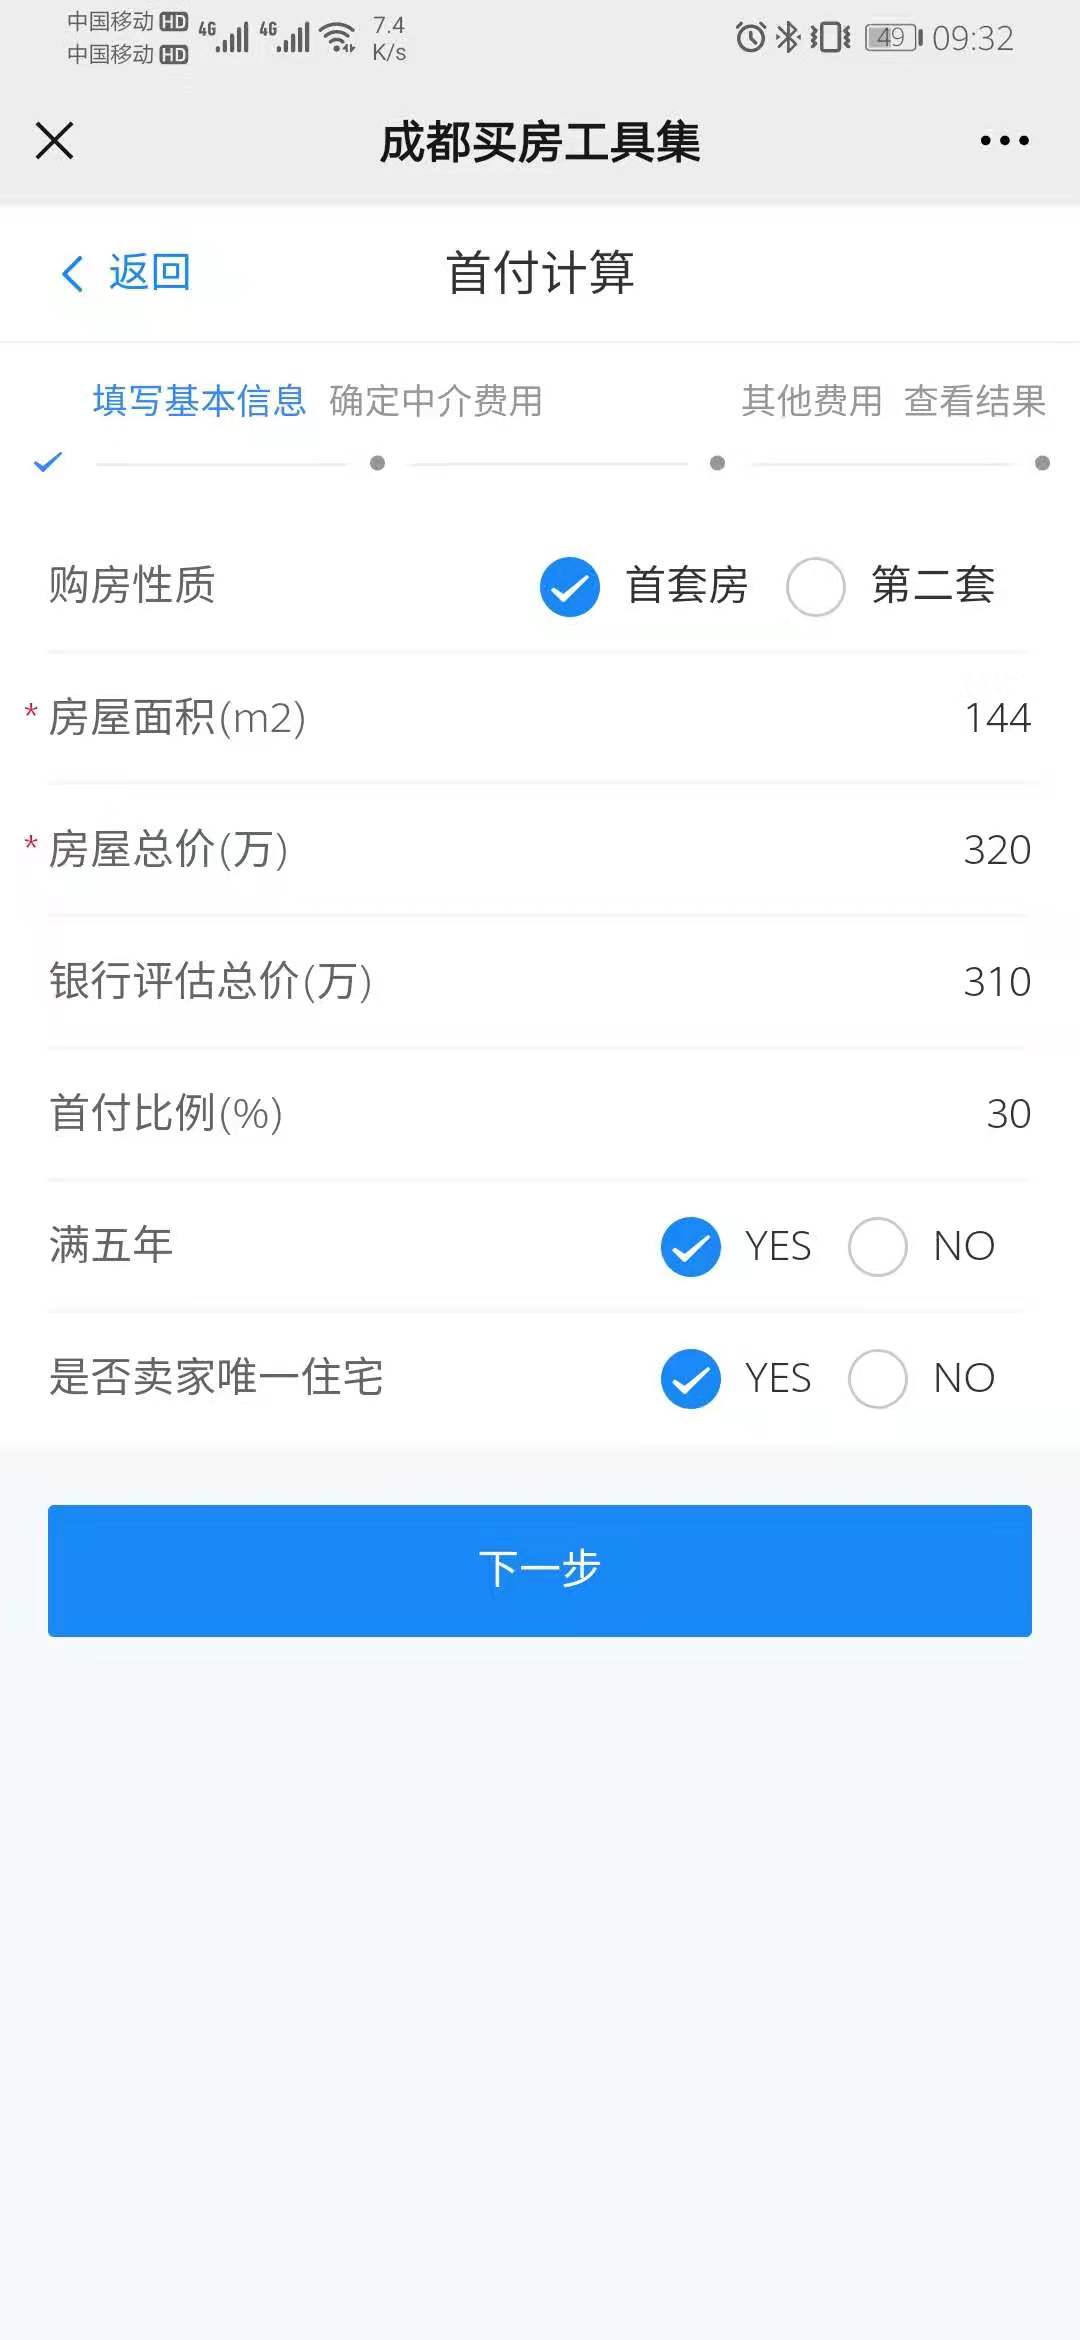 中国移动 HD 4G 4G 7.4 K/s 49 09:32
中国移动 HD
成都买房工具集
返回 首付计算
填写基本信息 确定中介费用 其他费用 查看结果
购房性质 首套房 第二套
* 房屋面积(m2) 144
* 房屋总价(万) 320
银行评估总价(万) 310
首付比例(%) 30
满五年 YES NO
是否卖家唯一住宅 YES NO
下一步